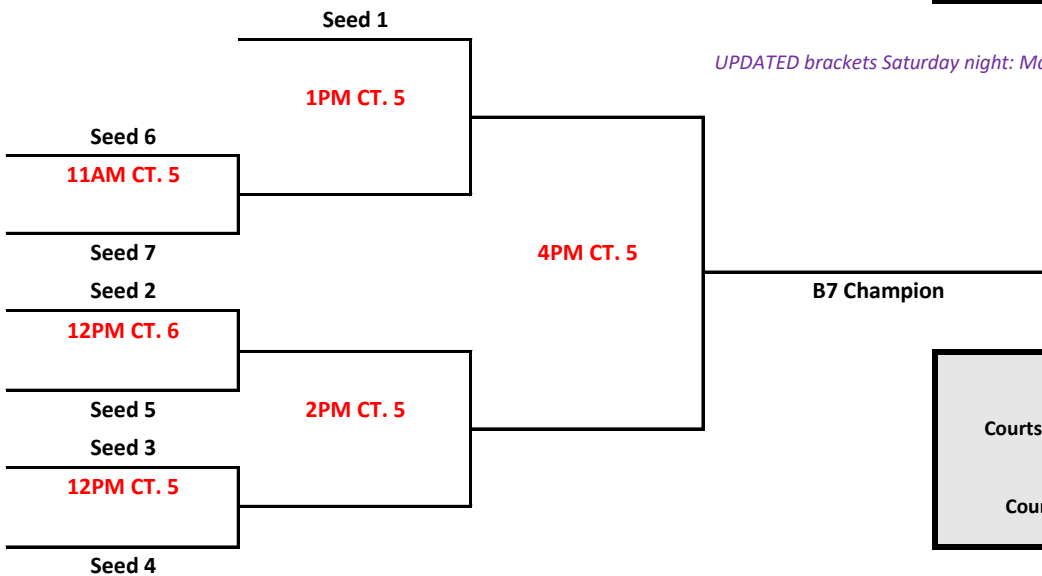 Seed 1
UPDATED brackets Saturday night:
1PM CT. 5
Seed 6
11AM CT. 5
Seed 7
4PM CT. 5
Seed 2
B7 Champion
12PM CT. 6
Seed 5
2PM CT. 5
Courts
Seed 3
12PM CT. 5
Seed 4